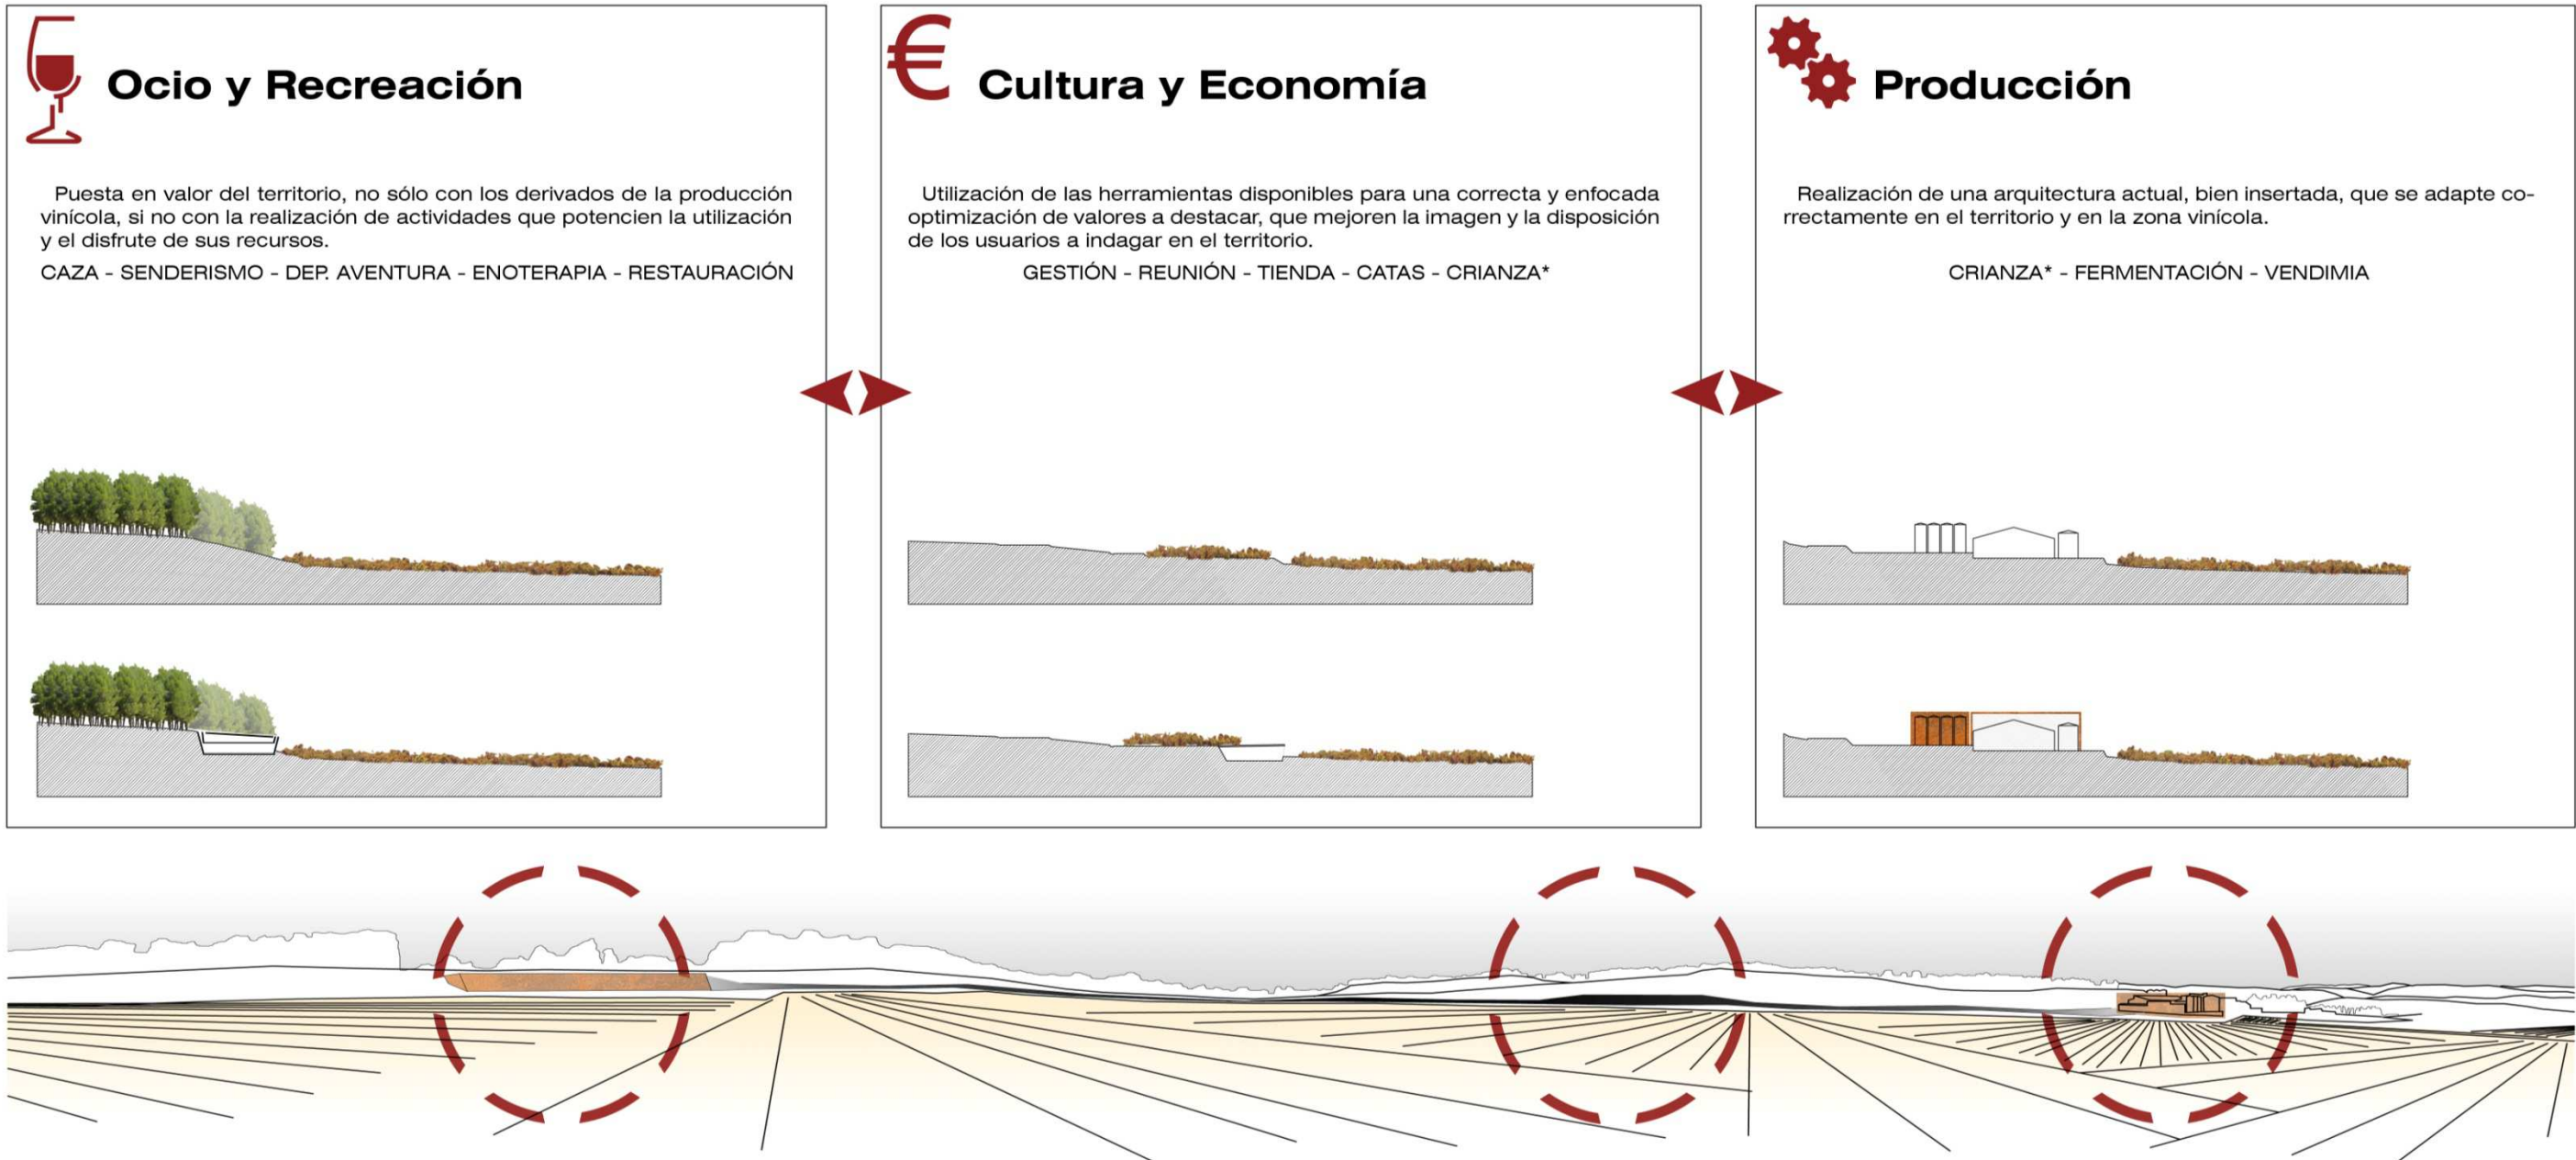 Ocio y Recreación
Puesta en valor del territorio, no sólo con los derivados de la producción
vinícola, si no con la realización de actividades que potencien la utilización
y el disfrute de sus recursos.
CAZA - SENDERISMO - DEP. AVENTURA - ENOTERAPIA - RESTAURACIÓN
€ Cultura y Economía
Utilización de las herramientas disponibles para una correcta y enfocada
optimización de valores a destacar, que mejoren la imagen y la disposición
de los usuarios a indagar en el territorio.
GESTIÓN - REUNIÓN - TIENDA - CATAS - CRIANZA*
Producción
Realización de una arquitectura actual, bien insertada, que se adapte co-
rrectamente en el territorio y en la zona vinícola.
CRIANZA* - FERMENTACIÓN - VENDIMIA